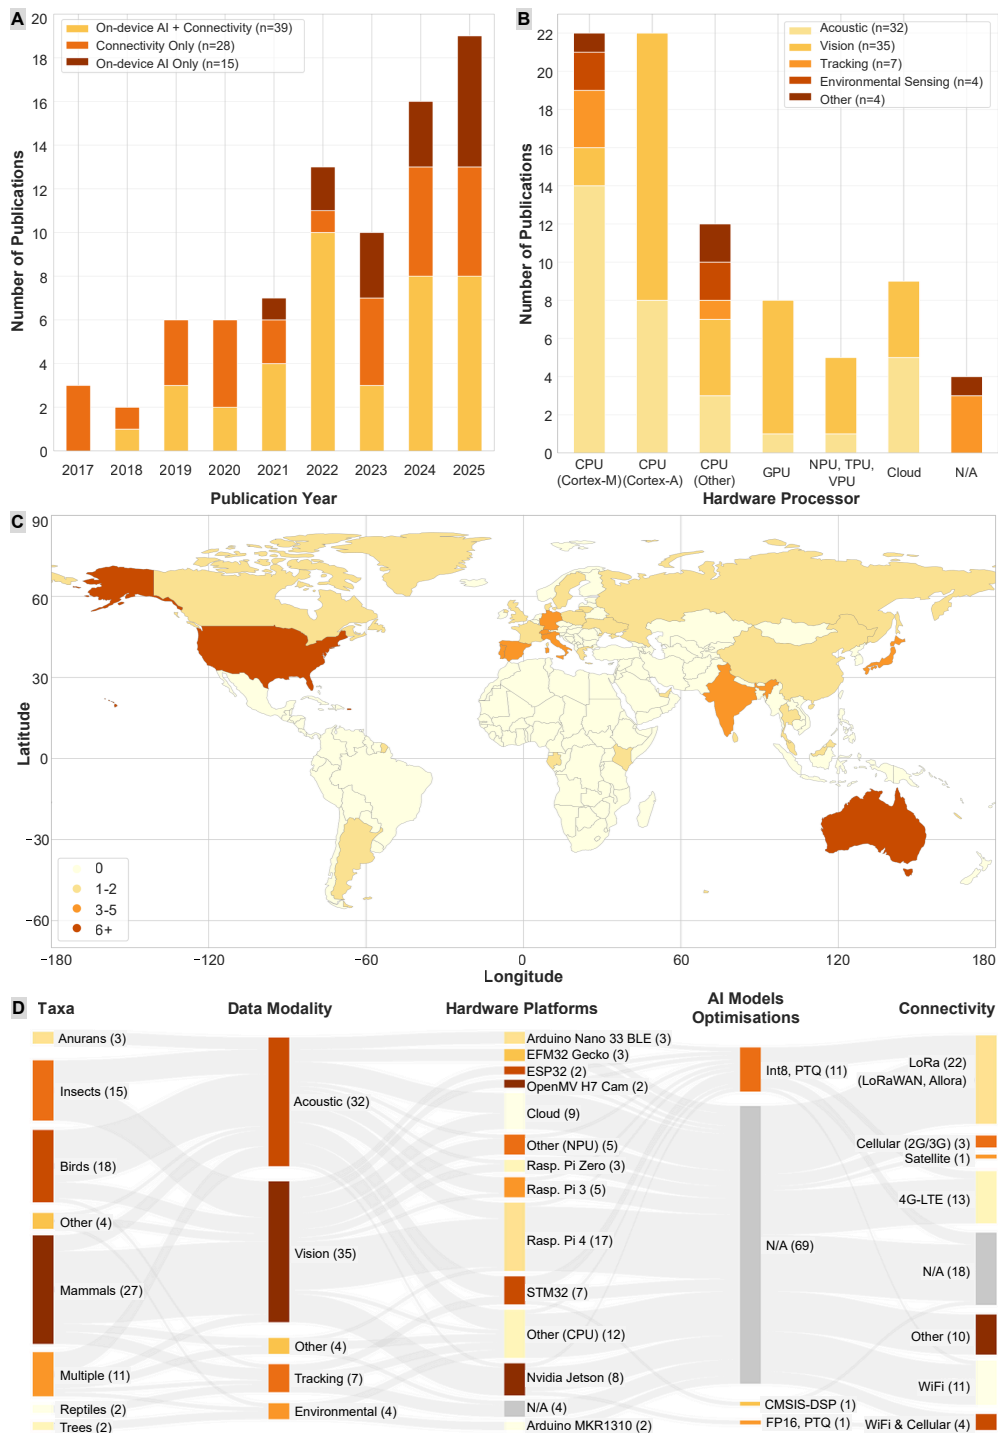 A
20
18
16
14
12
10
8
6
4
2
0
Number of Publications
On-device AI + Connectivity (n=39)
Connectivity Only (n=28)
On-device AI Only (n=15)
2017 2018 2019 2020 2021 2022 2023 2024 2025
Publication Year
B
22
20
18
16
14
12
10
8
6
4
2
0
Number of Publications
Acoustic (n=32)
Vision (n=35)
Tracking (n=7)
Environmental Sensing (n=4)
Other (n=4)
CPU
(Cortex-M)
CPU
(Cortex-A)
CPU
(Other)
GPU
NPU, TPU,
VPU
Cloud
N/A
Hardware Processor
C
90
60
30
0
−30
−60
Latitude
0
1-2
3-5
6+
−180 −120 −60 0 60 120 180
Longitude
D
Taxa
Anurans (3)
Insects (15)
Birds (18)
Other (4)
Mammals (27)
Multiple (11)
Reptiles (2)
Trees (2)
Data Modality
Acoustic (32)
Vision (35)
Other (4)
Tracking (7)
Environmental (4)
Hardware Platforms
Arduino Nano 33 BLE (3)
EFM32 Gecko (3)
ESP32 (2)
OpenMV H7 Cam (2)
Cloud (9)
Other (NPU) (5)
Rasp. Pi Zero (3)
Rasp. Pi 3 (5)
Rasp. Pi 4 (17)
STM32 (7)
Other (CPU) (12)
Nvidia Jetson (8)
N/A (4)
Arduino MKR1310 (2)
AI Models
Optimisations
Int8, PTQ (11)
N/A (69)
CMSIS-DSP (1)
FP16, PTQ (1)
Connectivity
LoRa (22)
(LoRaWAN, Allora)
Cellular (2G/3G) (3)
Satellite (1)
4G-LTE (13)
N/A (18)
Other (10)
WiFi (11)
WiFi & Cellular (4)